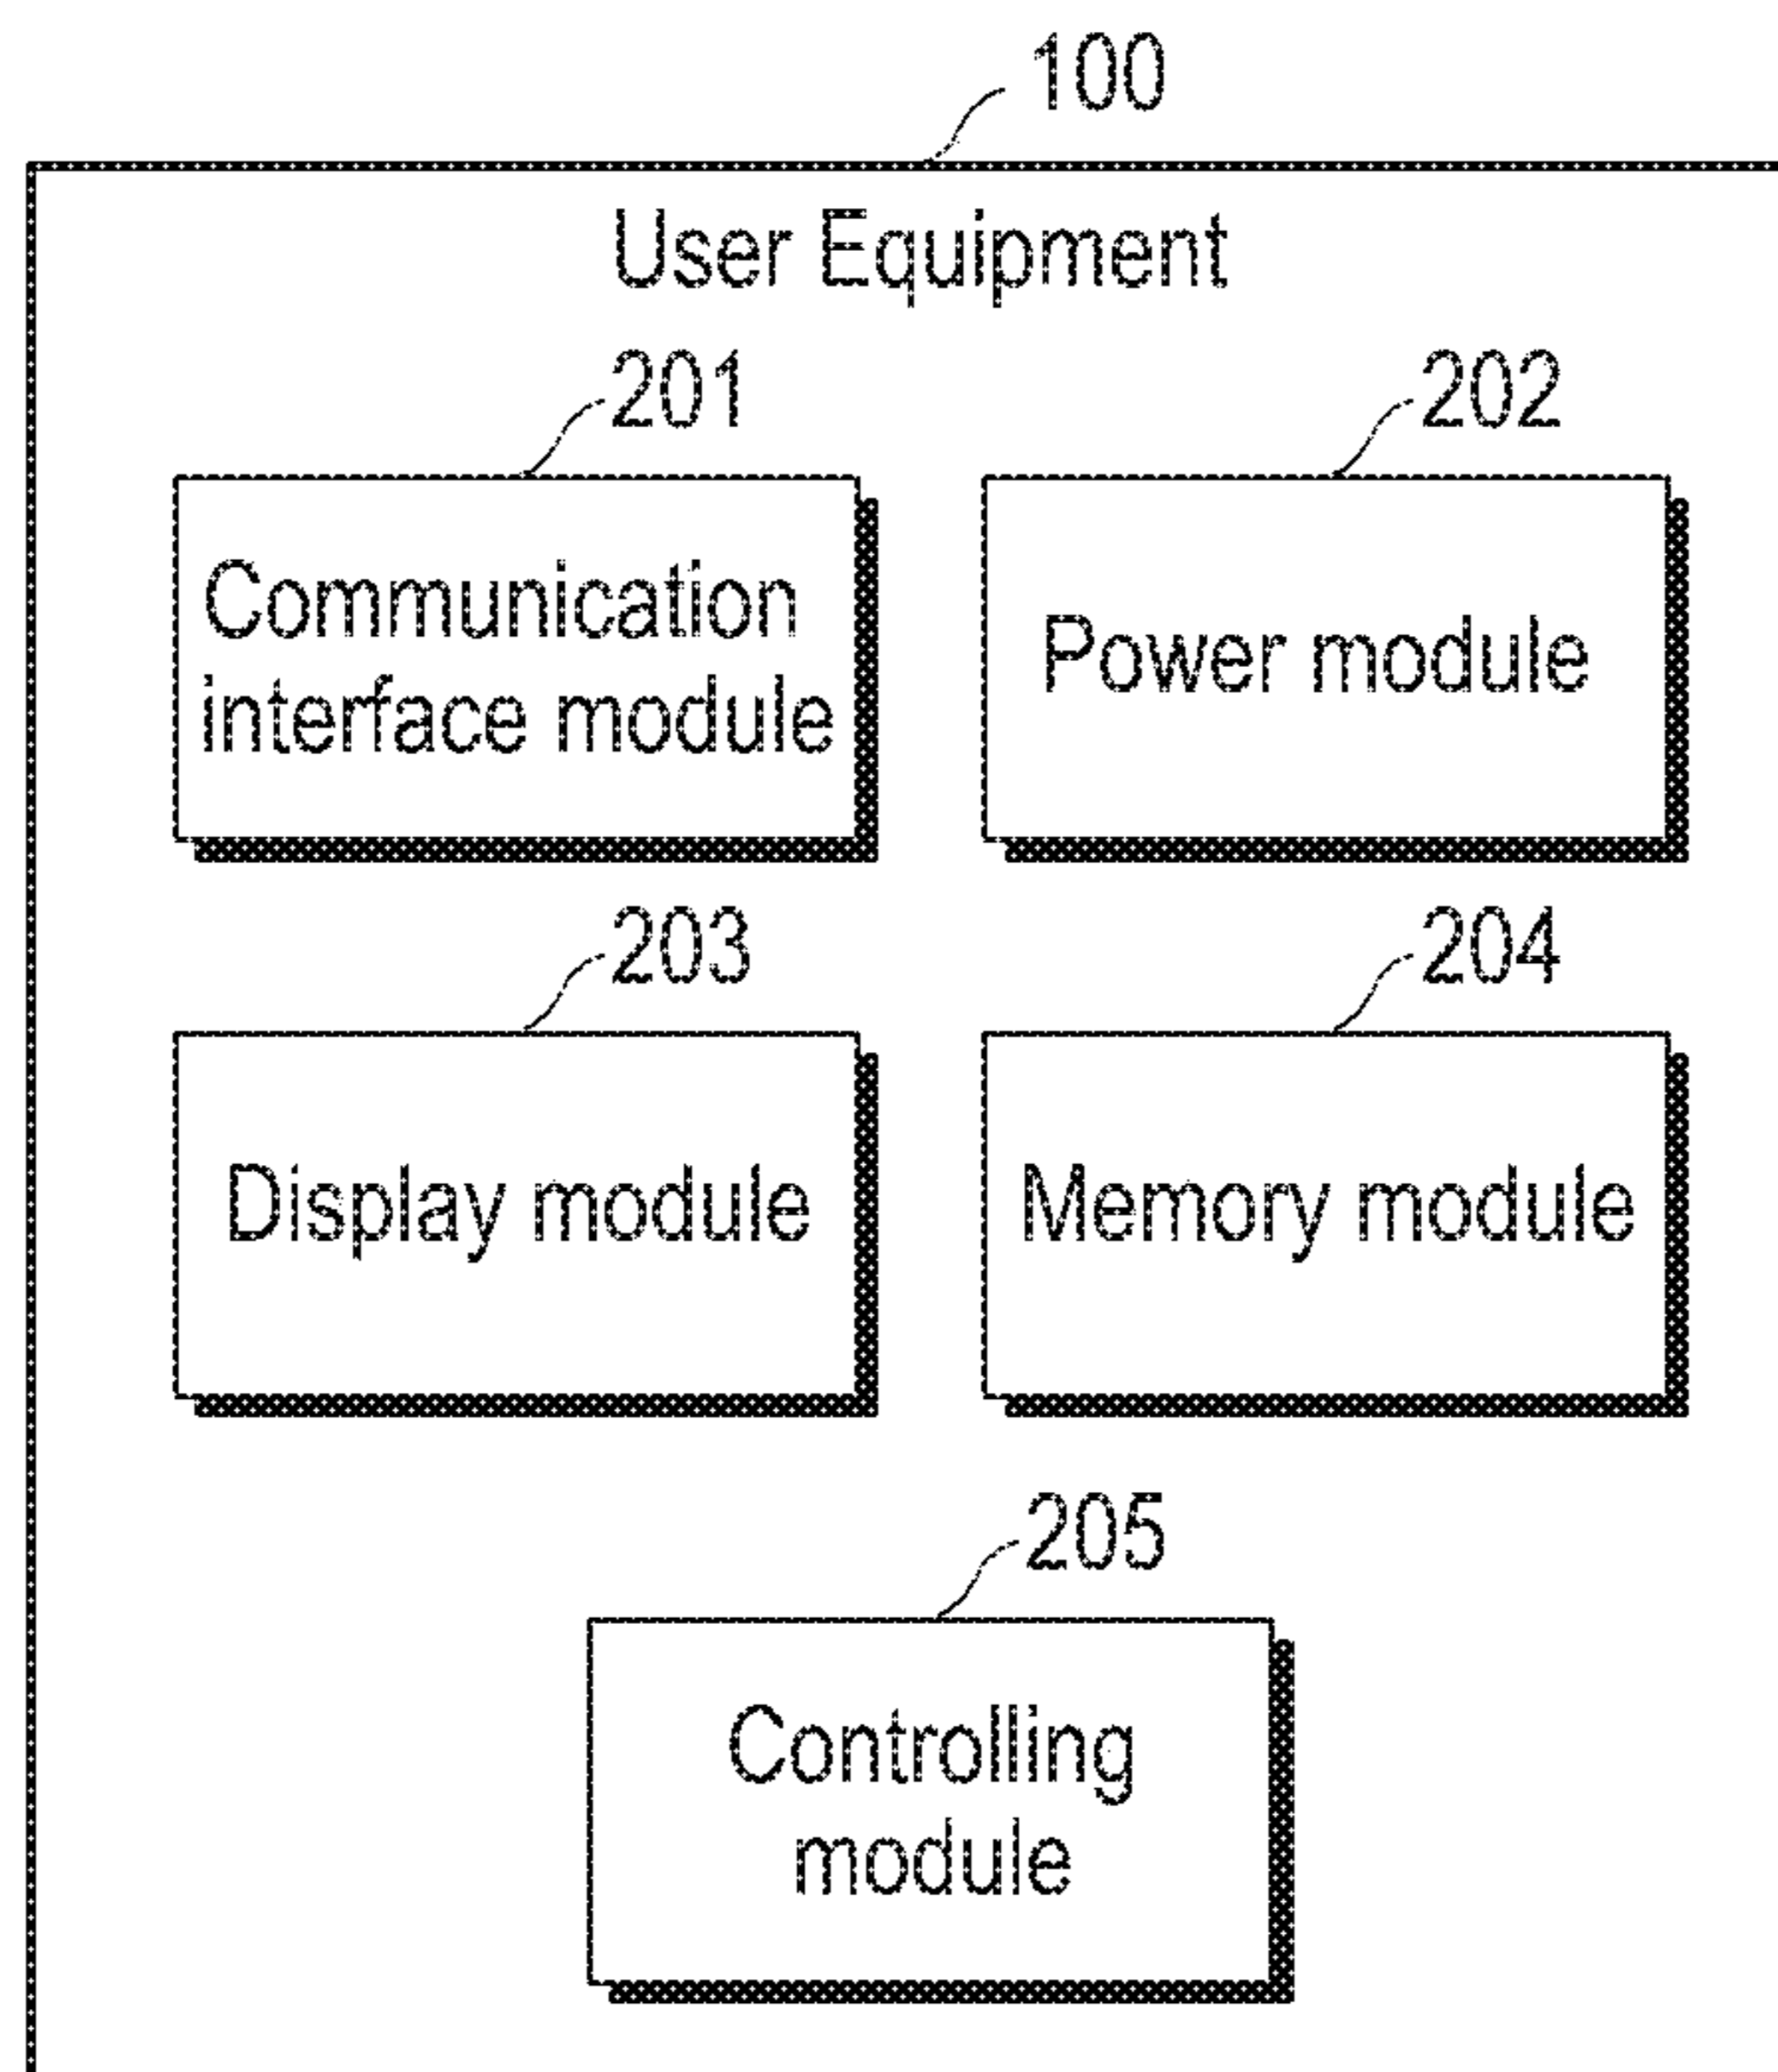 100
User Equipment
201
202
Communication
interface module
Power module
203
204
Display module
Memory module
205
Controlling
module